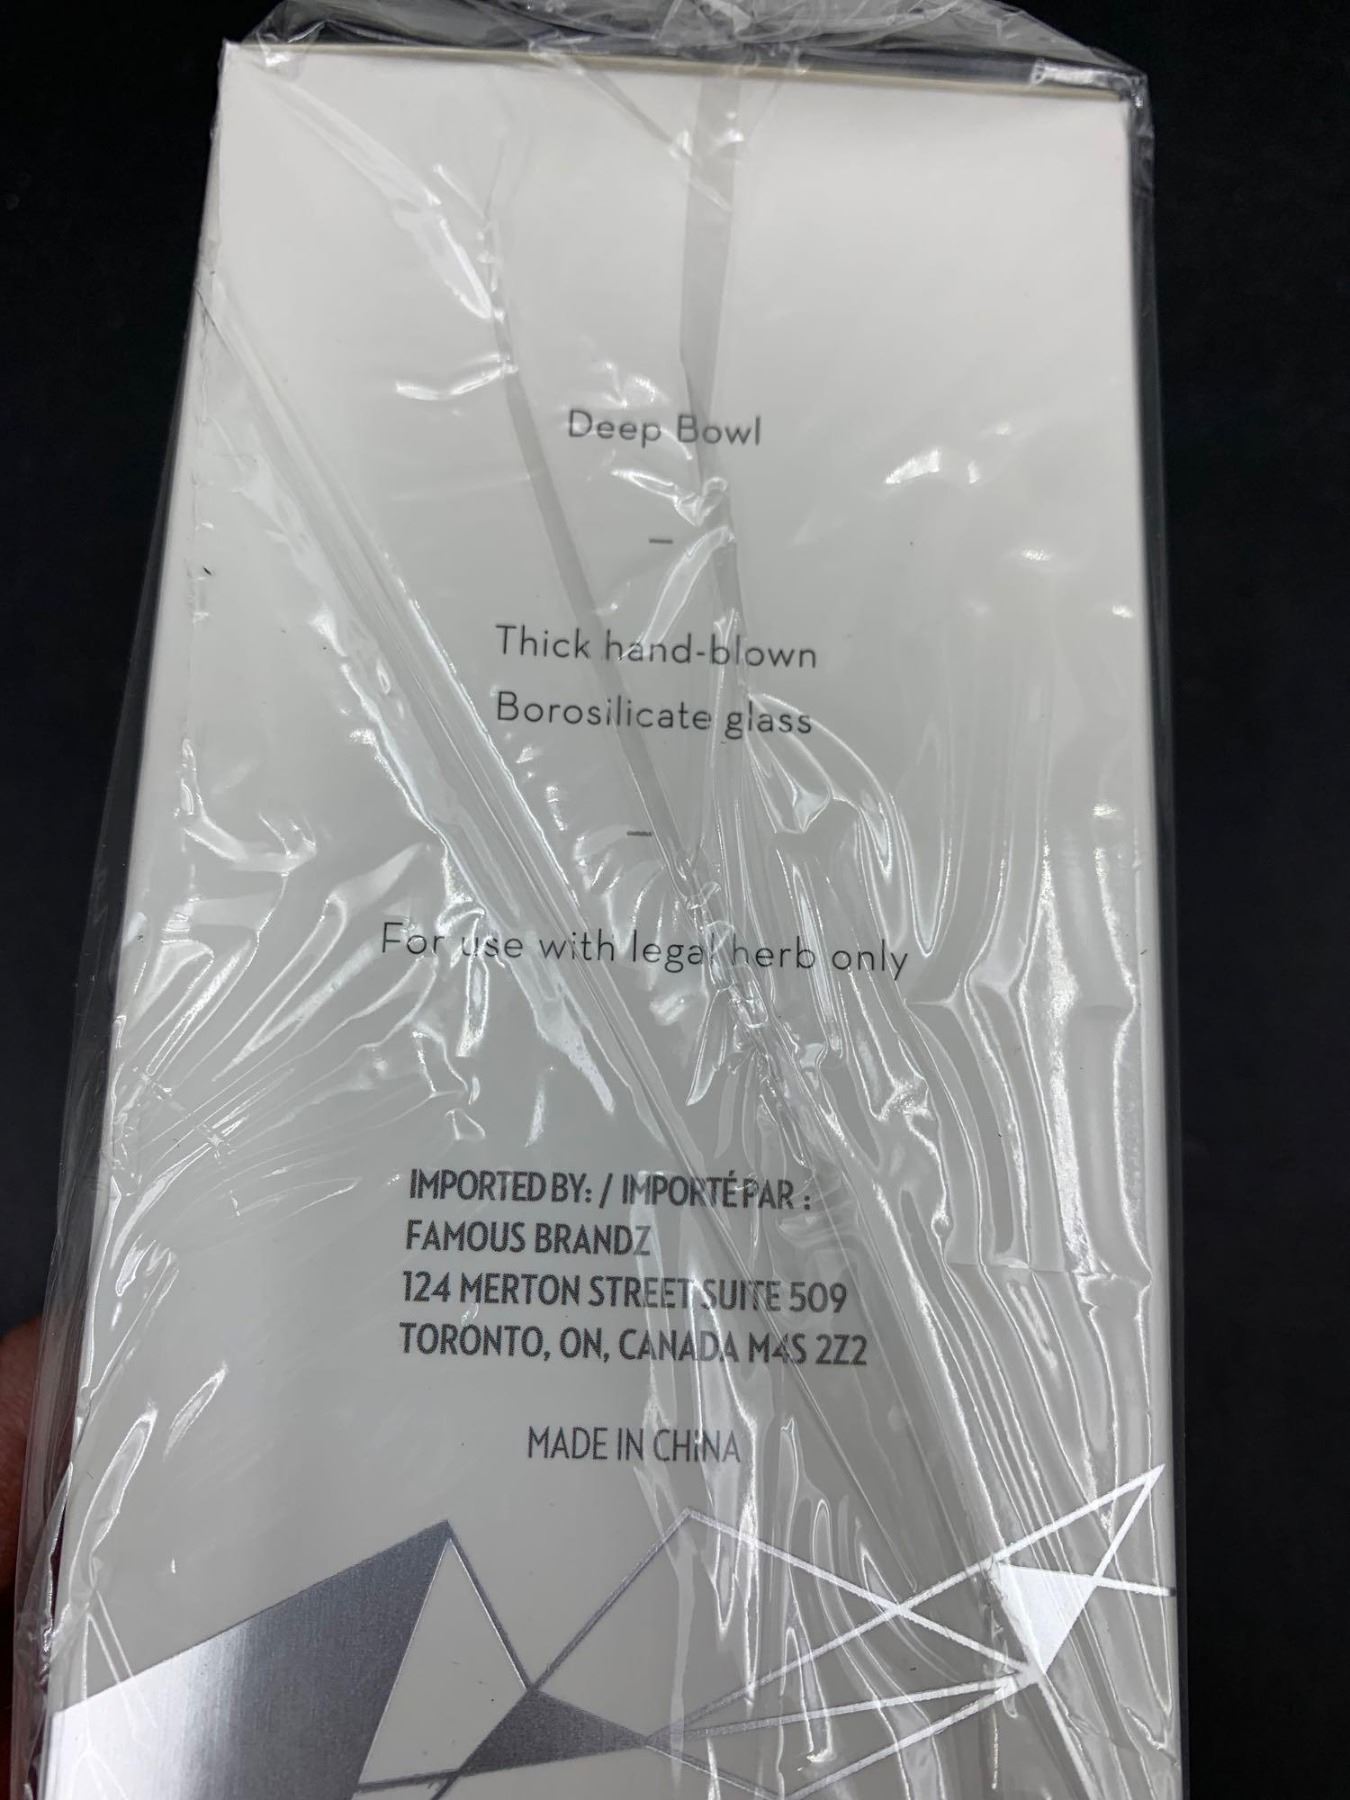 Deep Bowl
–
Thick hand-blown
Borosilicate glass
–
For use with legal herb only
IMPORTED BY: / IMPORTÉ PAR :
FAMOUS BRANDZ
124 MERTON STREET SUITE 509
TORONTO, ON, CANADA M4S 2Z2
MADE IN CHiNA